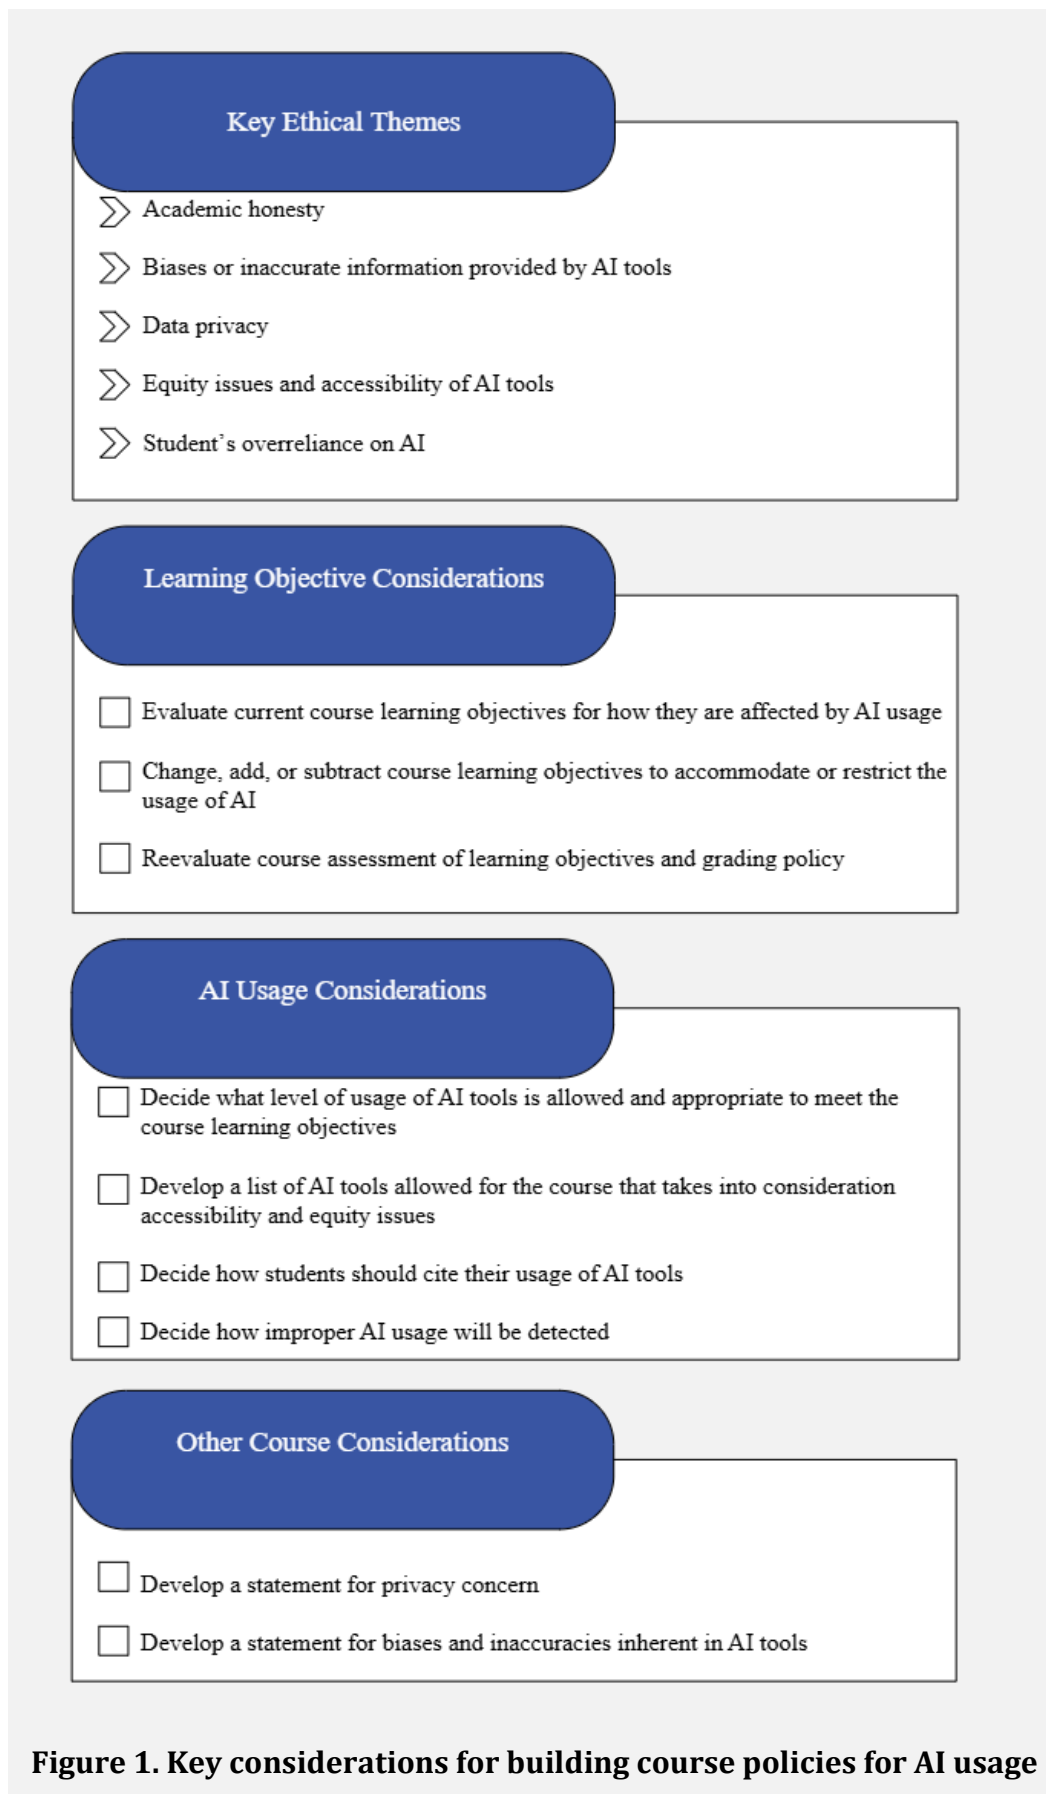 Key Ethical Themes
Academic honesty
Biases or inaccurate information provided by AI tools
Data privacy
Equity issues and accessibility of AI tools
Student's overreliance on AI
Learning Objective Considerations
Evaluate current course learning objectives for how they are affected by AI usage
Change, add, or subtract course learning objectives to accommodate or restrict the
usage of AI
Reevaluate course assessment of learning objectives and grading policy
AI Usage Considerations
Decide what level of usage of AI tools is allowed and appropriate to meet the
course learning objectives
Develop a list of AI tools allowed for the course that takes into consideration
accessibility and equity issues
Decide how students should cite their usage of AI tools
Decide how improper AI usage will be detected
Other Course Considerations
Develop a statement for privacy concern
Develop a statement for biases and inaccuracies inherent in AI tools
Figure 1. Key considerations for building course policies for AI usage